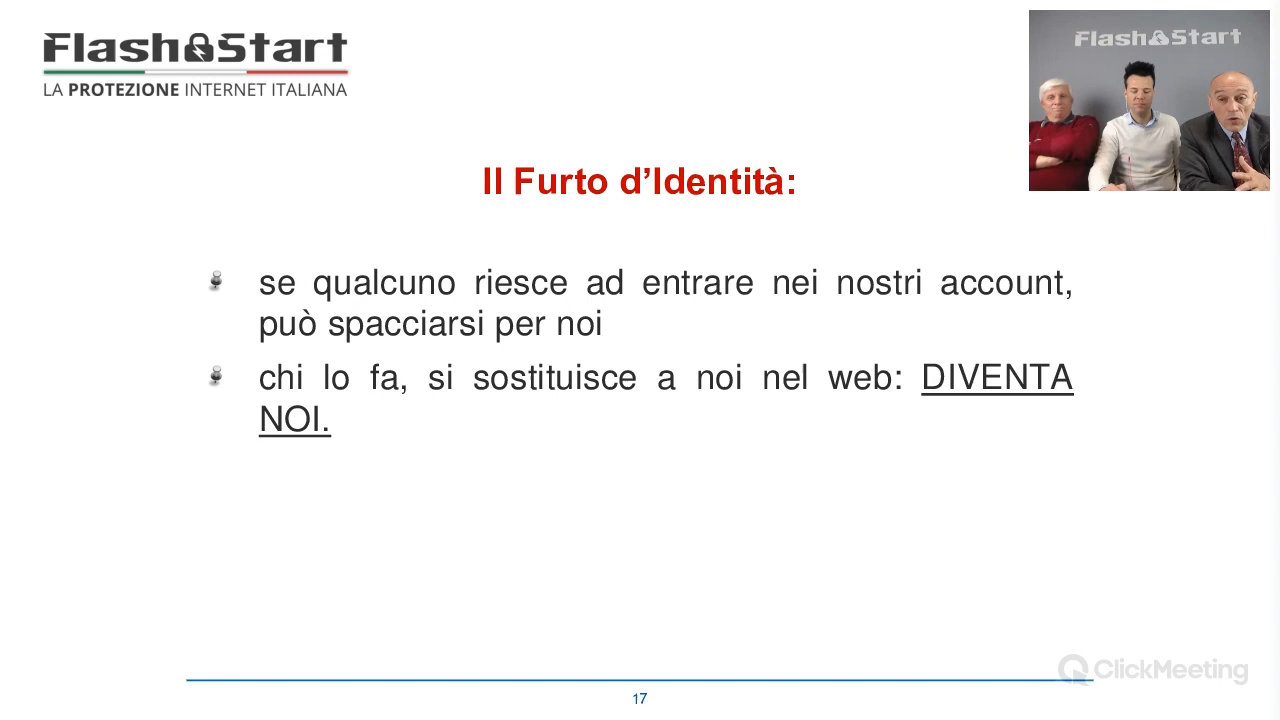 Flash Start
LA PROTEZIONE INTERNET ITALIANA
Flash Start
Il Furto d’Identità:
se qualcuno riesce ad entrare nei nostri account,
può spacciarsi per noi
chi lo fa, si sostituisce a noi nel web: DIVENTA
NOI.
ClickMeeting
17